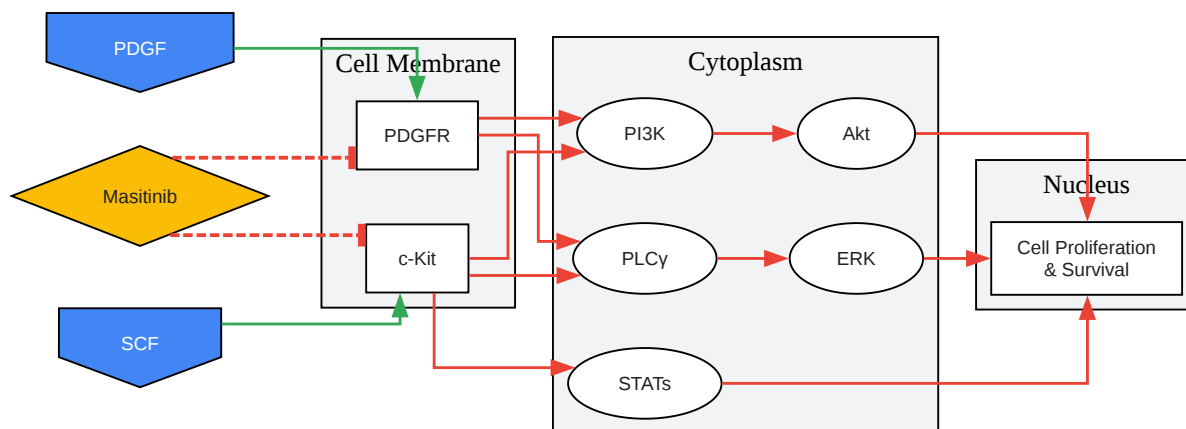 PDGF
Cell Membrane
Cytoplasm
PDGFR
PI3K
Akt
Masitinib
Nucleus
c-Kit
PLCγ
ERK
Cell Proliferation
& Survival
SCF
STATs